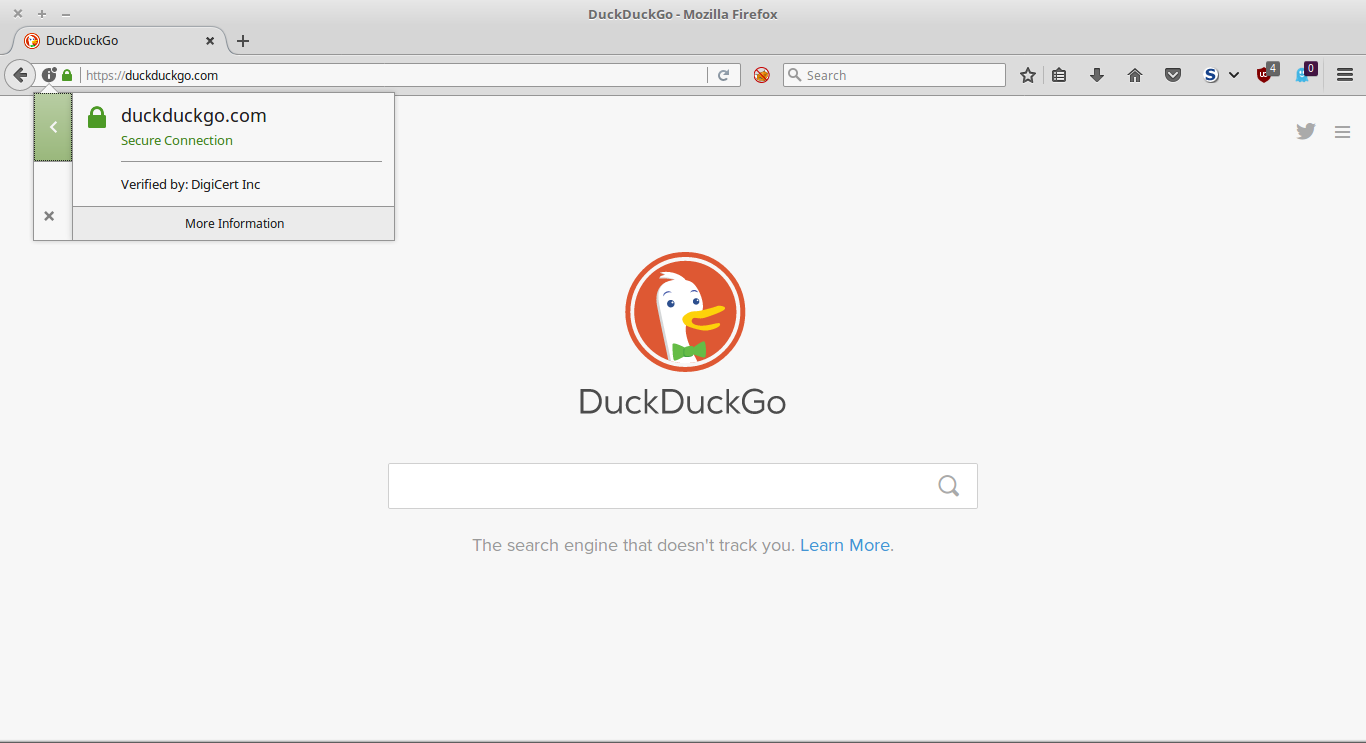 DuckDuckGo - Mozilla Firefox
DuckDuckGo
https://duckduckgo.com
Search
S
4
0
duckduckgo.com
Secure Connection
Verified by: DigiCert Inc
More Information
DuckDuckGo
The search engine that doesn't track you. Learn More.